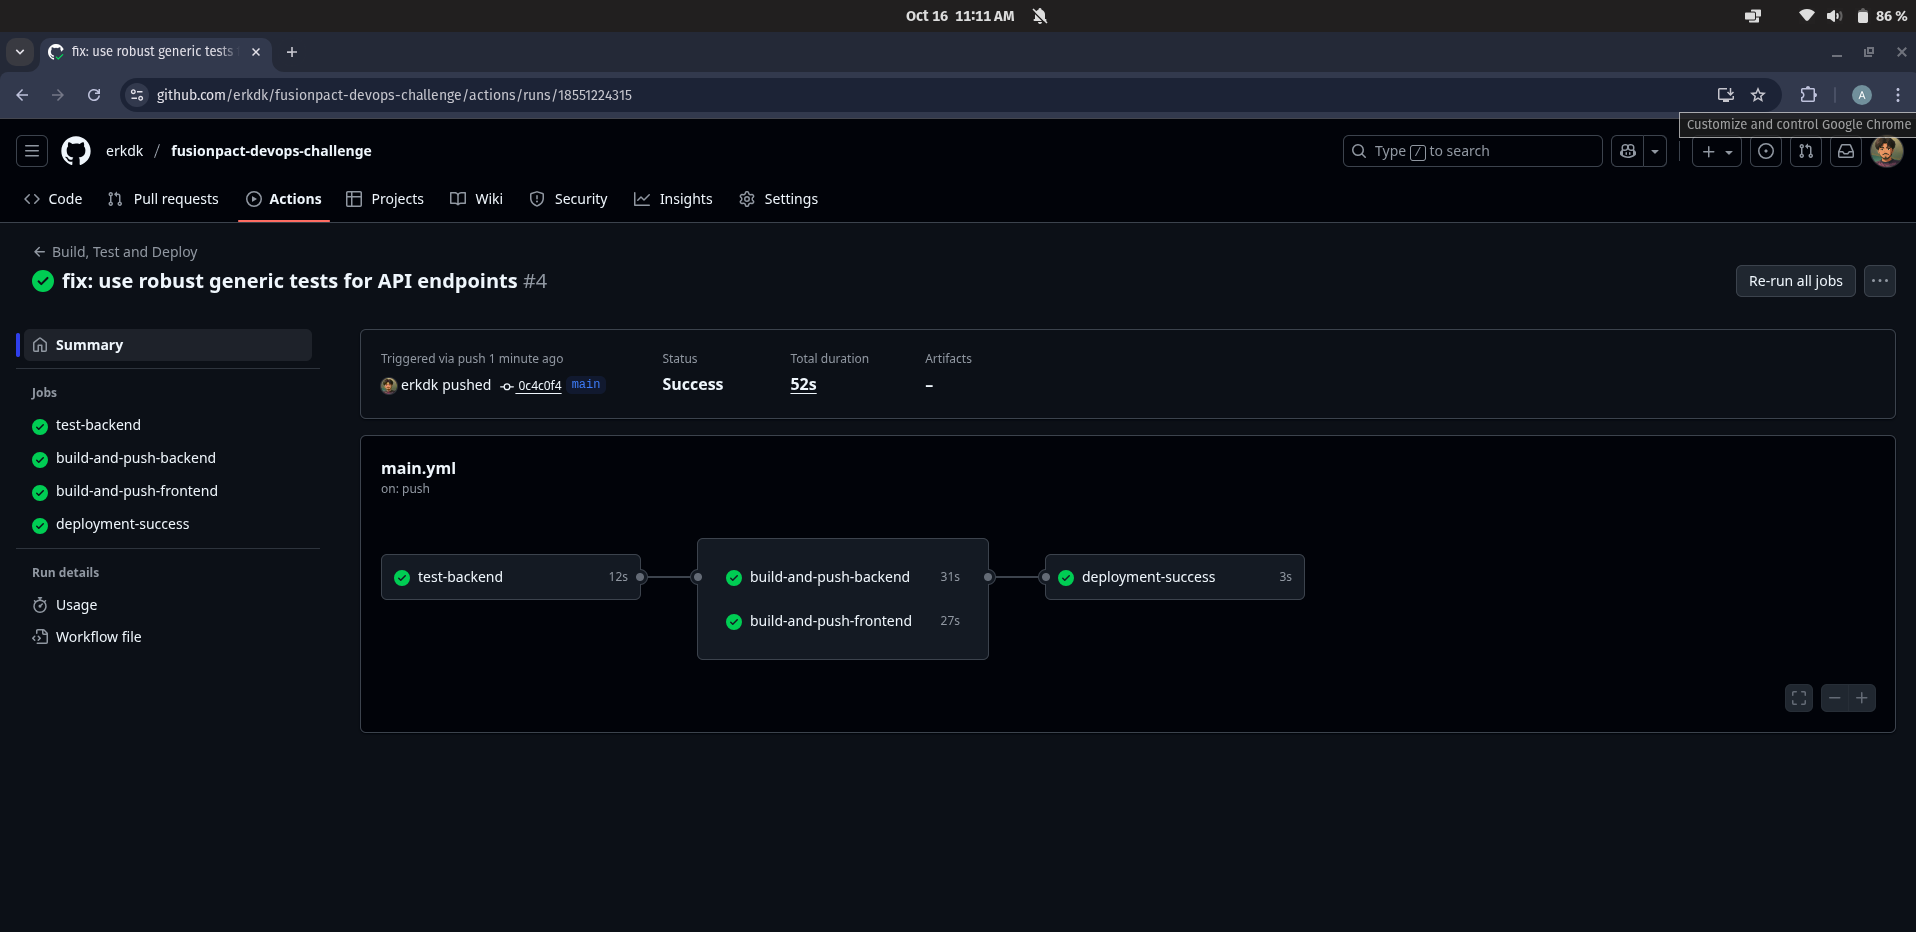 Oct 16 11:11 AM
86 %
fix: use robust generic tests
github.com/erkdk/fusionpact-devops-challenge/actions/runs/18551224315
A
Customize and control Google Chrome
erkdk / fusionpact-devops-challenge
Type / to search
Code Pull requests Actions Projects Wiki Security Insights Settings
Build, Test and Deploy
fix: use robust generic tests for API endpoints #4
Re-run all jobs
Summary
Jobs
test-backend
build-and-push-backend
build-and-push-frontend
deployment-success
Run details
Usage
Workflow file
Triggered via push 1 minute ago
erkdk pushed 0c4c0f4 main
Status
Success
Total duration
52s
Artifacts
–
main.yml
on: push
test-backend 12s
build-and-push-backend 31s
build-and-push-frontend 27s
deployment-success 3s